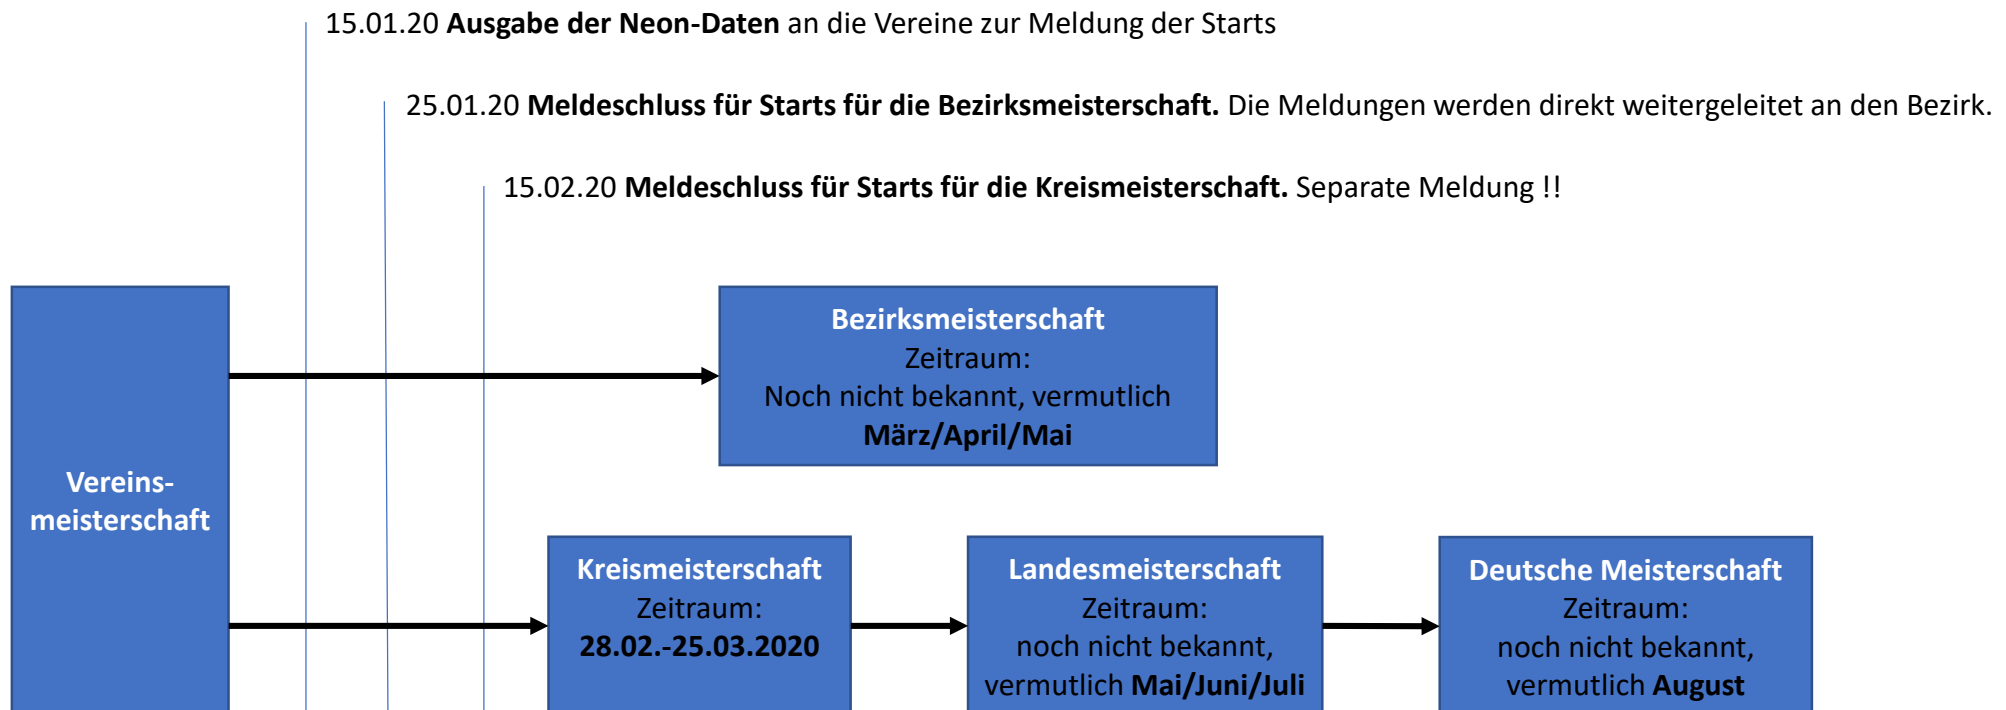 15.01.20 Ausgabe der Neon-Daten an die Vereine zur Meldung der Starts
25.01.20 Meldeschluss für Starts für die Bezirksmeisterschaft. Die Meldungen werden direkt weitergeleitet an den Bezirk.
15.02.20 Meldeschluss für Starts für die Kreismeisterschaft. Separate Meldung !!
Bezirksmeisterschaft
Zeitraum:
Noch nicht bekannt, vermutlich
März/April/Mai
Vereins-
meisterschaft
Kreismeisterschaft
Zeitraum:
28.02.-25.03.2020
Landesmeisterschaft
Zeitraum:
noch nicht bekannt,
vermutlich Mai/Juni/Juli
Deutsche Meisterschaft
Zeitraum:
noch nicht bekannt,
vermutlich August